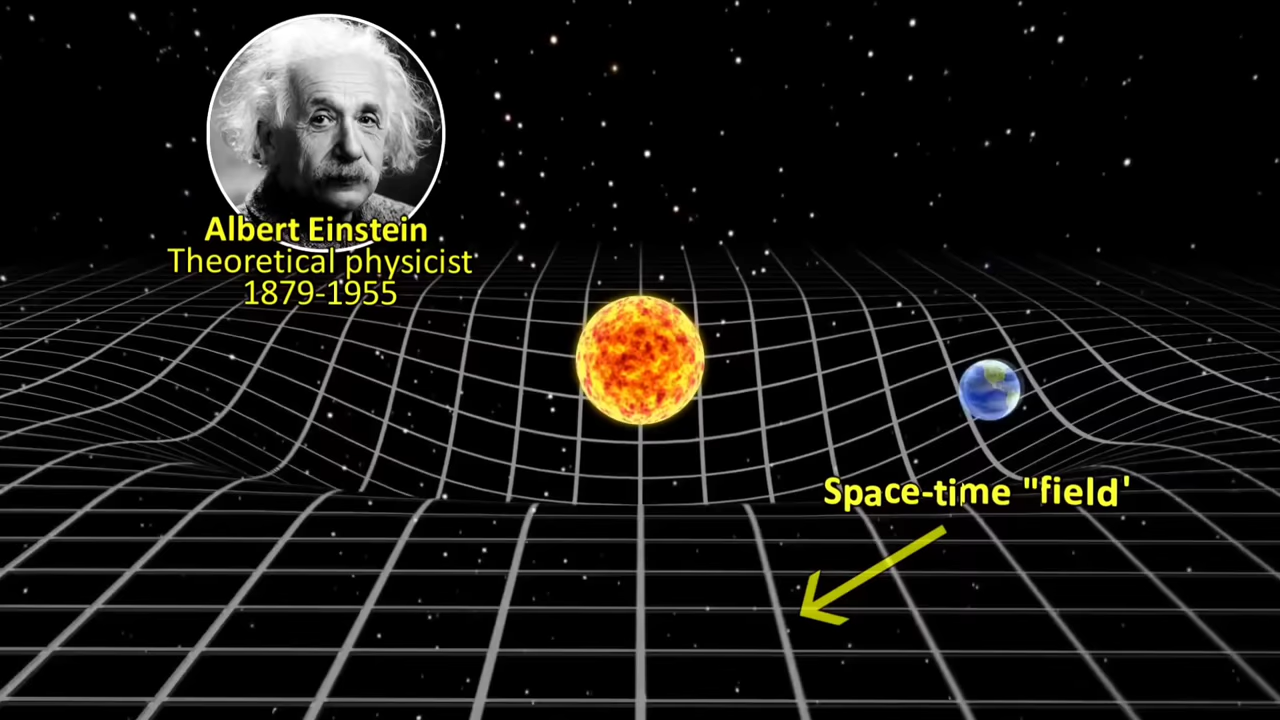 Albert Einstein
Theoretical physicist
1879-1955
Space-time "field'